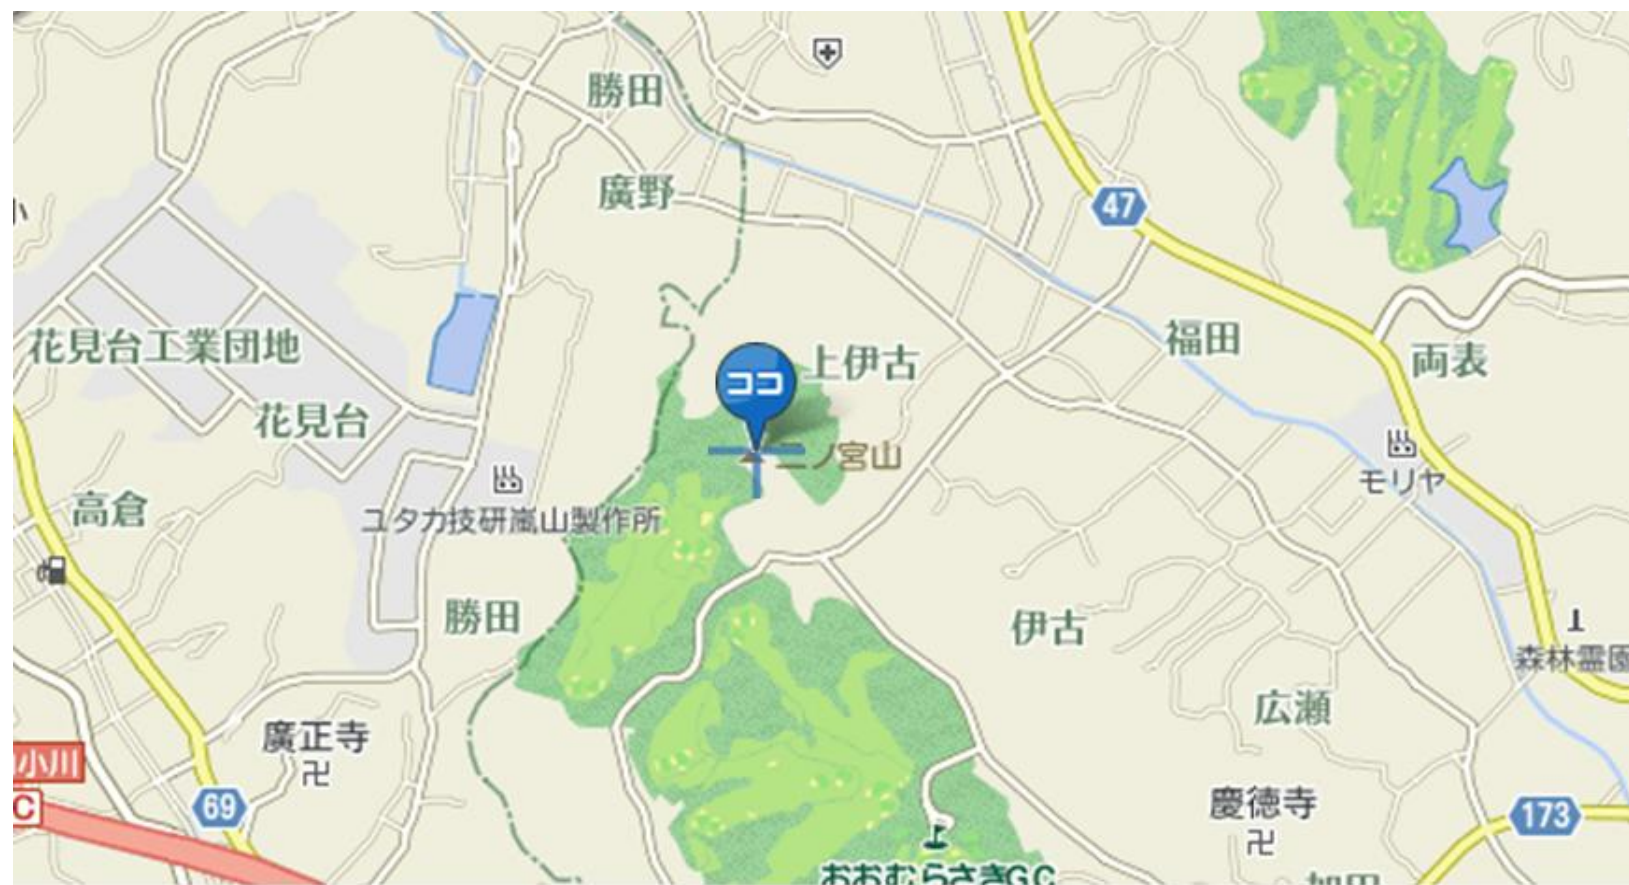 勝田
廣野
47
小
花見台工業団地
ココ
上伊古
福田
両表
花見台
二ノ宮山
モリヤ
高倉
ユタカ技研嵐山製作所
勝田
伊古
森林霊園
広瀬
廣正寺
小川
C
69
慶徳寺
173
おおむらさきGC